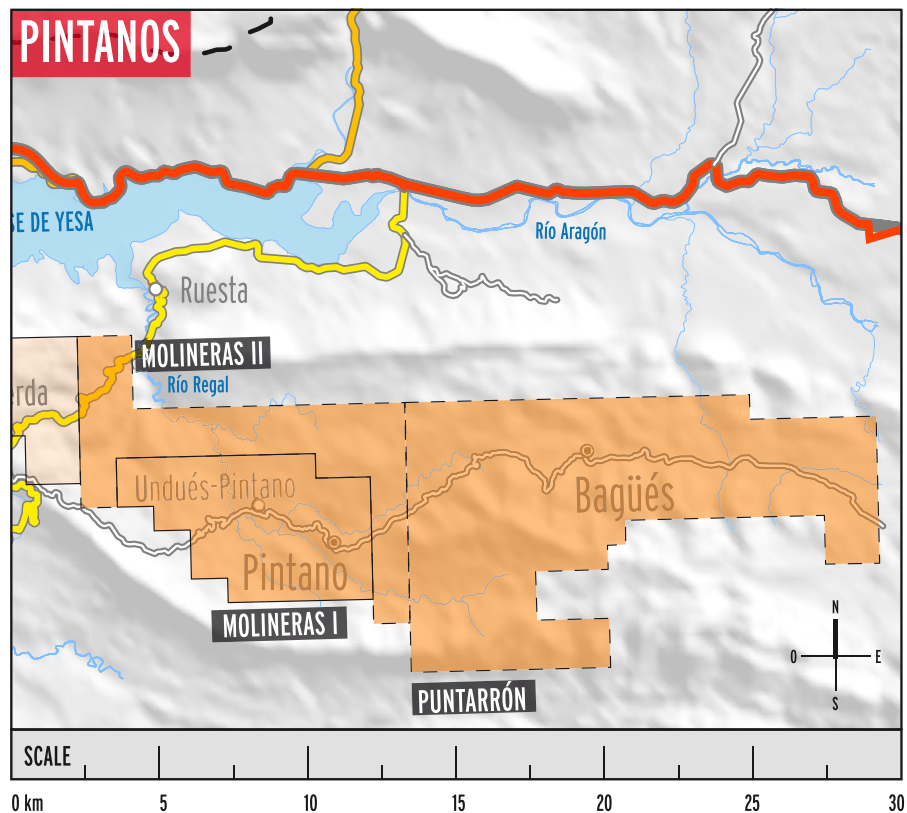 PINTANOS
SE DE YESA
Río Aragón
Ruesta
MOLINERAS II
Río Regal
rda
Undués-Pintano
Bagüés
Pintano
MOLINERAS I
PUNTARRÓN
N
O
E
S
SCALE
0 km 5 10 15 20 25 30